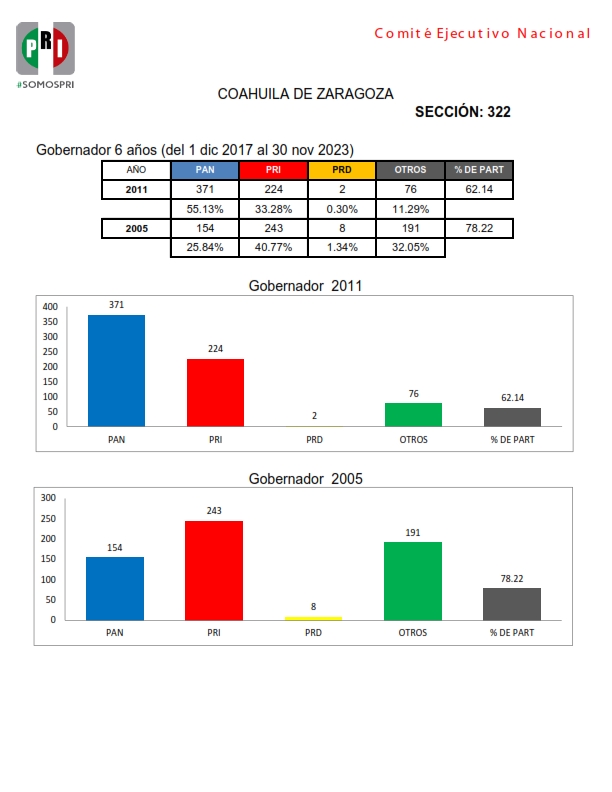 PRI
Comité Ejecutivo Nacional
#SOMOSPRI
COAHUILA DE ZARAGOZA
SECCIÓN: 322
Gobernador 6 años (del 1 dic 2017 al 30 nov 2023)
AÑO PAN PRI PRD OTROS % DE PART
2011 371 224 2 76 62.14
55.13% 33.28% 0.30% 11.29%
2005 154 243 8 191 78.22
25.84% 40.77% 1.34% 32.05%
Gobernador 2011
400
350
300
250
200
150
100
50
0
371
224
2
76
62.14
PAN PRI PRD OTROS % DE PART
Gobernador 2005
300
250
200
150
100
50
0
154
243
8
191
78.22
PAN PRI PRD OTROS % DE PART